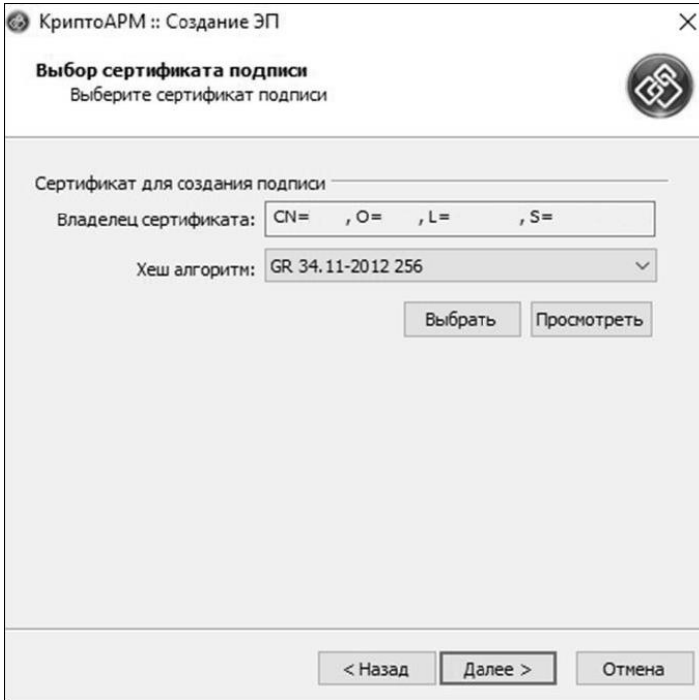 КриптоАРМ :: Создание ЭП
Выбор сертификата подписи
Выберите сертификат подписи
Сертификат для создания подписи
Владелец сертификата: CN= , O= , L= , S=
Хеш алгоритм: GR 34.11-2012 256
Выбрать Просмотреть
< Назад Далее > Отмена